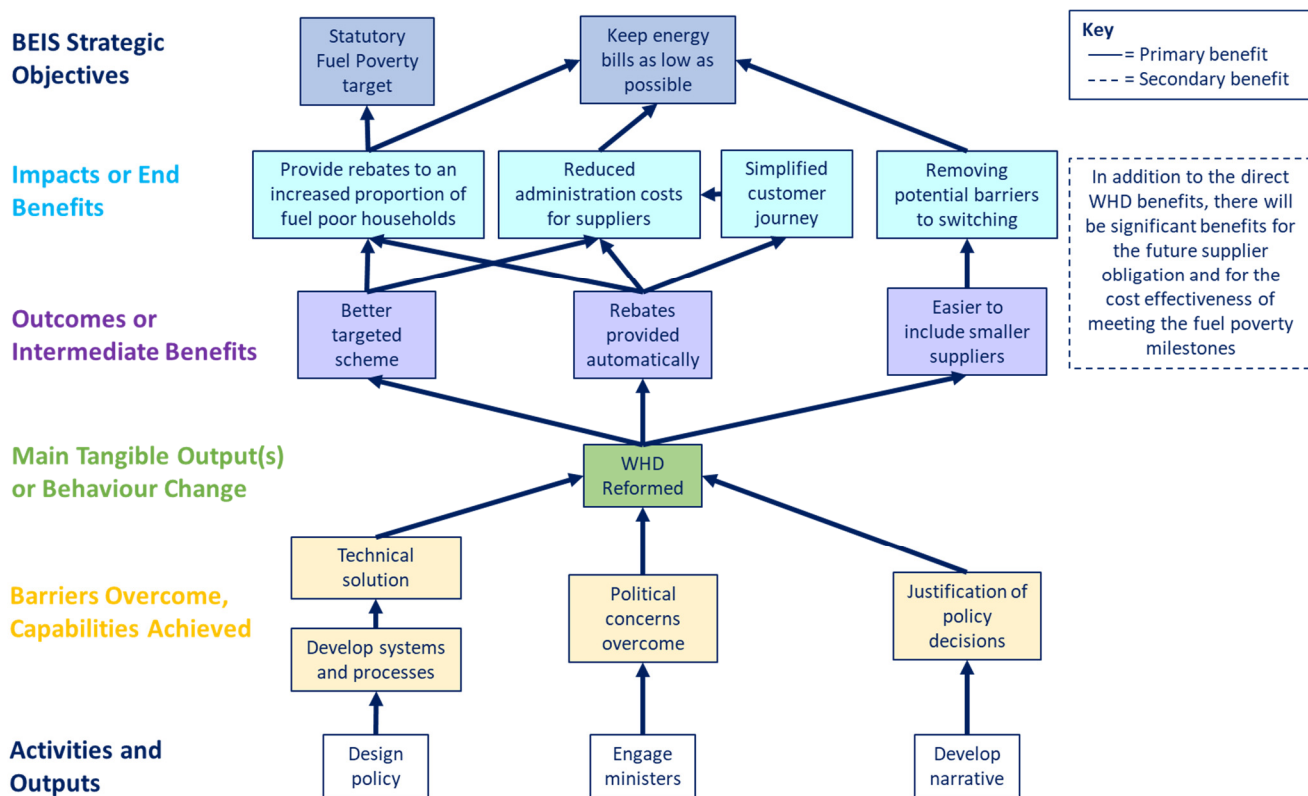 BEIS Strategic
Objectives
Statutory
Fuel Poverty
target
Keep energy
bills as low as
possible
Key
= Primary benefit
= Secondary benefit
Impacts or End
Benefits
Provide rebates to an
increased proportion of
fuel poor households
Reduced
administration costs
for suppliers
Simplified
customer
journey
Removing
potential barriers
to switching
In addition to the direct
WHD benefits, there will
be significant benefits for
the future supplier
obligation and for the
cost effectiveness of
meeting the fuel poverty
milestones
Outcomes or
Intermediate Benefits
Better
targeted
scheme
Rebates
provided
automatically
Easier to
include smaller
suppliers
Main Tangible Output(s)
or Behaviour Change
WHD
Reformed
Barriers Overcome,
Capabilities Achieved
Technical
solution
Develop systems
and processes
Political
concerns
overcome
Justification of
policy
decisions
Activities and
Outputs
Design
policy
Engage
ministers
Develop
narrative